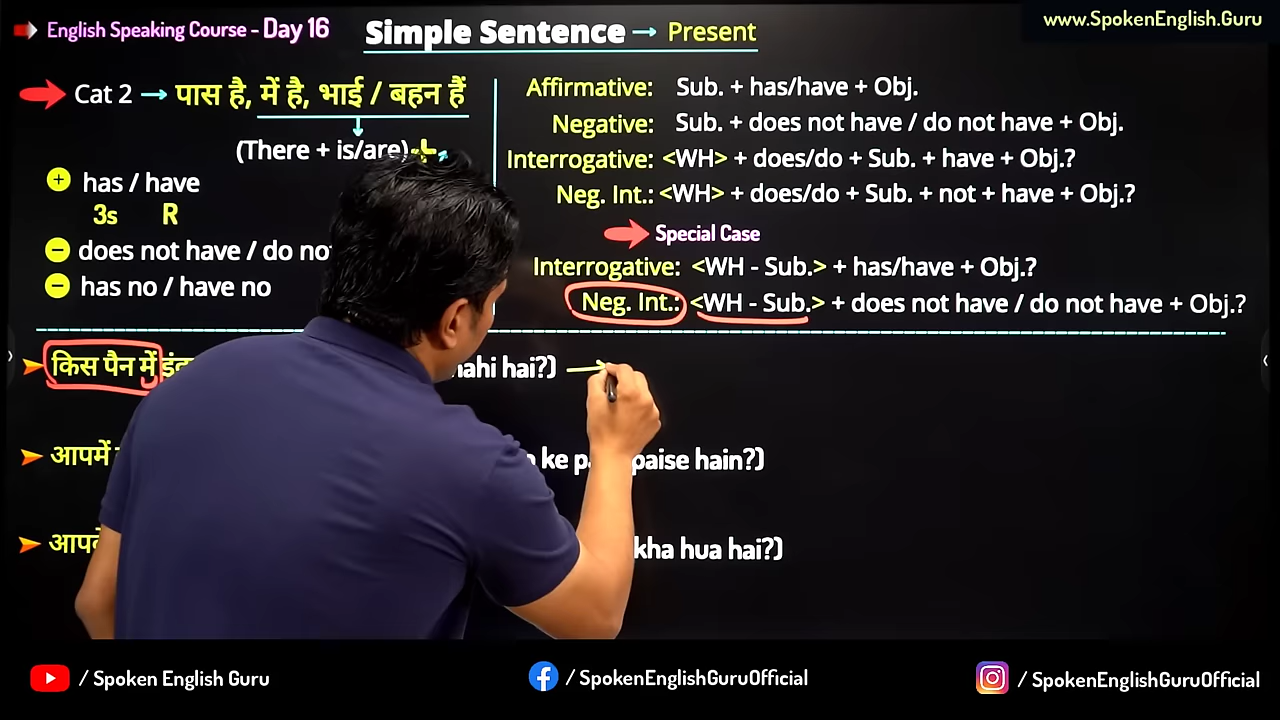 English Speaking Course - Day 16
Simple Sentence → Present
www.SpokenEnglish.Guru
Cat 2 → पास है, में है, भाई / बहन हैं
(There + is/are)
+ has / have
3s R
− does not have / do
− has no / have no
Affirmative: Sub. + has/have + Obj.
Negative: Sub. + does not have / do not have + Obj.
Interrogative: <WH> + does/do + Sub. + have + Obj.?
Neg. Int.: <WH> + does/do + Sub. + not + have + Obj.?
Special Case
Interrogative: <WH - Sub.> + has/have + Obj.?
Neg. Int.: <WH - Sub.> + does not have / do not have + Obj.?
किस पैन में hai?) →
आपमें ke paise hain?)
hua hai?)
/ Spoken English Guru
/ SpokenEnglishGuruOfficial
/ SpokenEnglishGuruOfficial